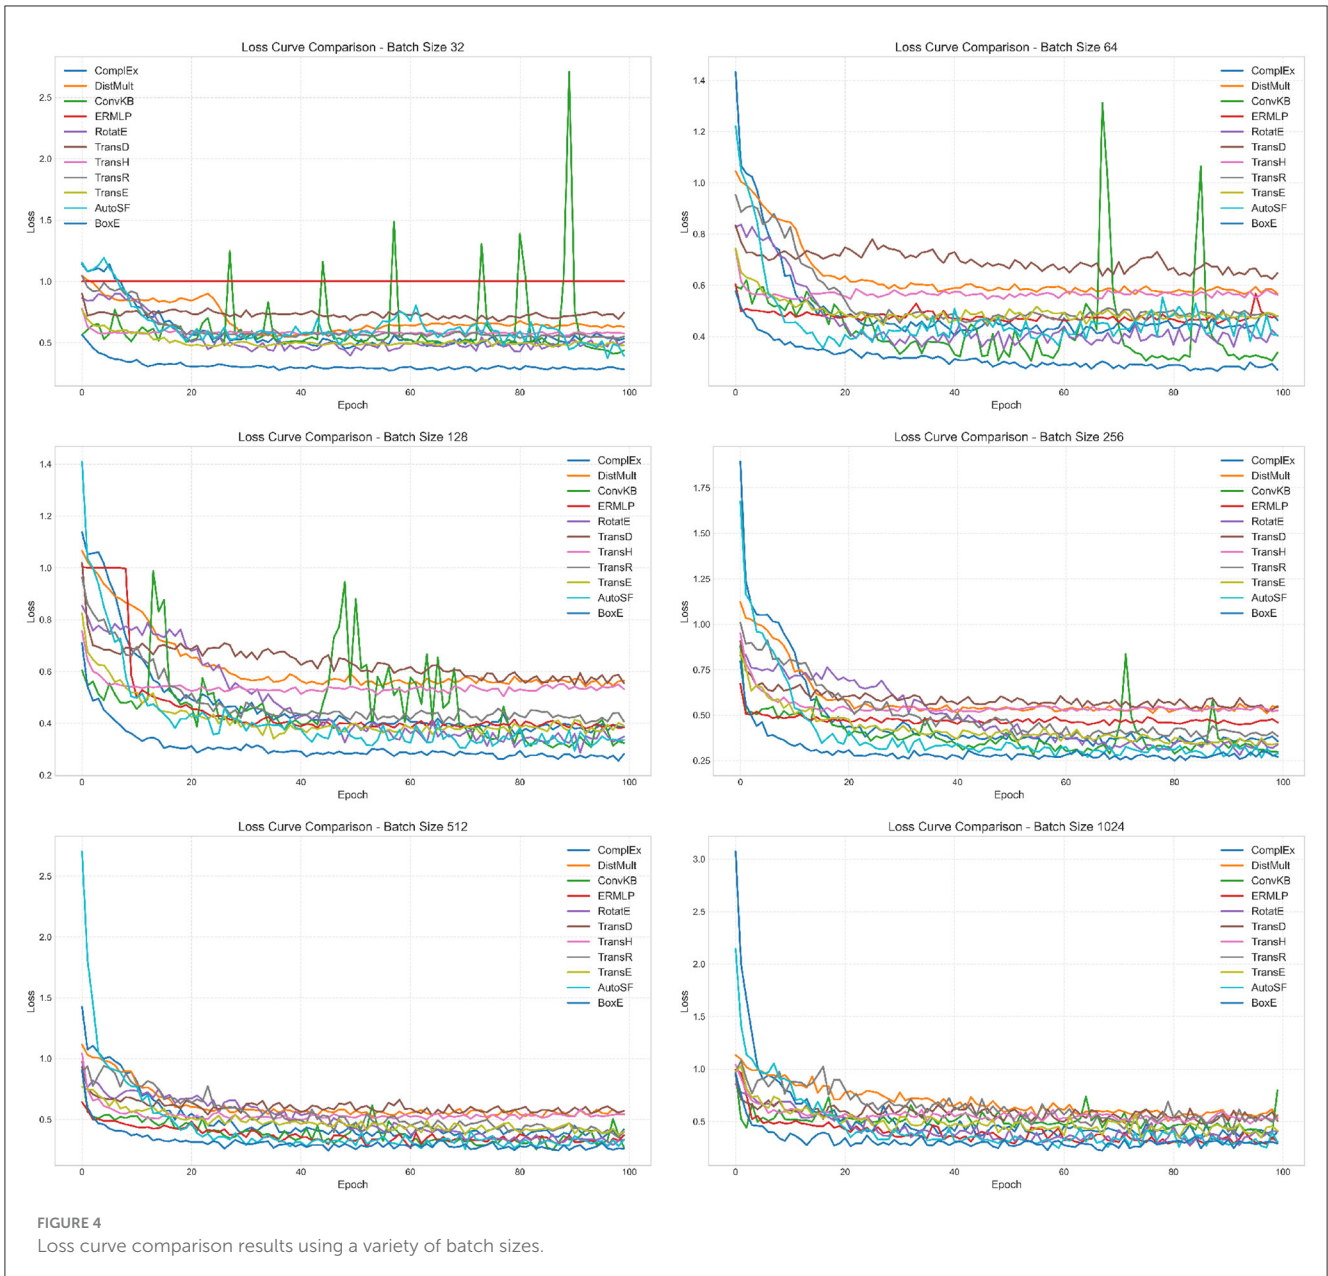 Loss Curve Comparison - Batch Size 32
ComplEx
DistMult
ConvKB
ERMLP
RotatE
TransD
TransH
TransR
TransE
AutoSF
BoxE
2.5
2.0
1.5
1.0
0.5
Loss
0
20
40
60
80
100
Epoch
Loss Curve Comparison - Batch Size 64
ComplEx
DistMult
ConvKB
ERMLP
RotatE
TransD
TransH
TransR
TransE
AutoSF
BoxE
1.4
1.2
1.0
0.8
0.6
0.4
Loss
0
20
40
60
80
100
Epoch
Loss Curve Comparison - Batch Size 128
ComplEx
DistMult
ConvKB
ERMLP
RotatE
TransD
TransH
TransR
TransE
AutoSF
BoxE
1.4
1.2
1.0
0.8
0.6
0.4
0.2
Loss
0
20
40
60
80
100
Epoch
Loss Curve Comparison - Batch Size 256
ComplEx
DistMult
ConvKB
ERMLP
RotatE
TransD
TransH
TransR
TransE
AutoSF
BoxE
1.75
1.50
1.25
1.00
0.75
0.50
0.25
Loss
0
20
40
60
80
100
Epoch
Loss Curve Comparison - Batch Size 512
ComplEx
DistMult
ConvKB
ERMLP
RotatE
TransD
TransH
TransR
TransE
AutoSF
BoxE
2.5
2.0
1.5
1.0
0.5
Loss
0
20
40
60
80
100
Epoch
Loss Curve Comparison - Batch Size 1024
ComplEx
DistMult
ConvKB
ERMLP
RotatE
TransD
TransH
TransR
TransE
AutoSF
BoxE
3.0
2.5
2.0
1.5
1.0
0.5
Loss
0
20
40
60
80
100
Epoch
FIGURE 4
Loss curve comparison results using a variety of batch sizes.